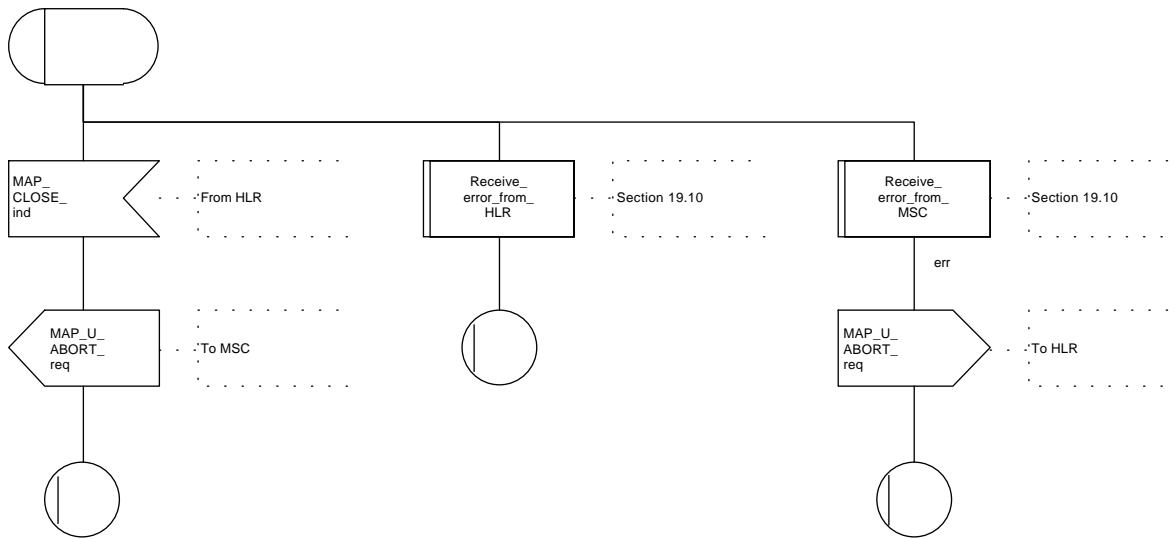 MAP_
CLOSE_
ind
From HLR
Receive_
error_from_
HLR
Section 19.10
Receive_
error_from_
MSC
Section 19.10
err
MAP_U_
ABORT_
req
To MSC
MAP_U_
ABORT_
req
To HLR